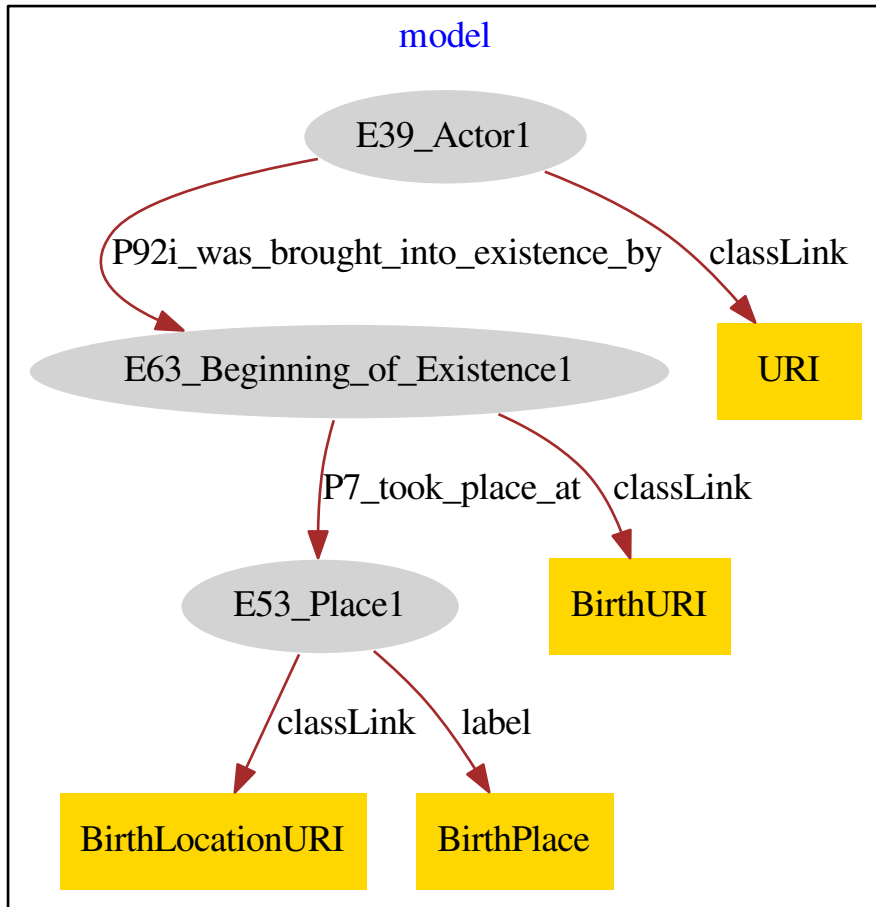 model
E39_Actor1
P92i_was_brought_into_existence_by
classLink
E63_Beginning_of_Existence1
URI
P7_took_place_at
classLink
E53_Place1
BirthURI
classLink
label
BirthLocationURI
BirthPlace